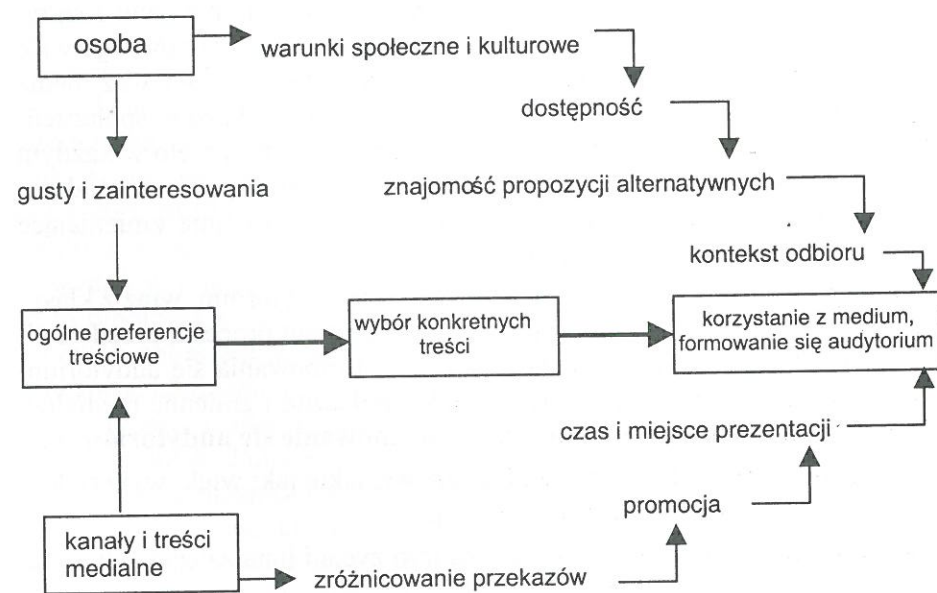 osoba
warunki społeczne i kulturowe
dostępność
gusty i zainteresowania
znajomość propozycji alternatywnych
kontekst odbioru
ogólne preferencje
treściowe
wybór konkretnych
treści
korzystanie z medium,
formowanie się audytorium
czas i miejsce prezentacji
promocja
kanały i treści
medialne
zróżnicowanie przekazów